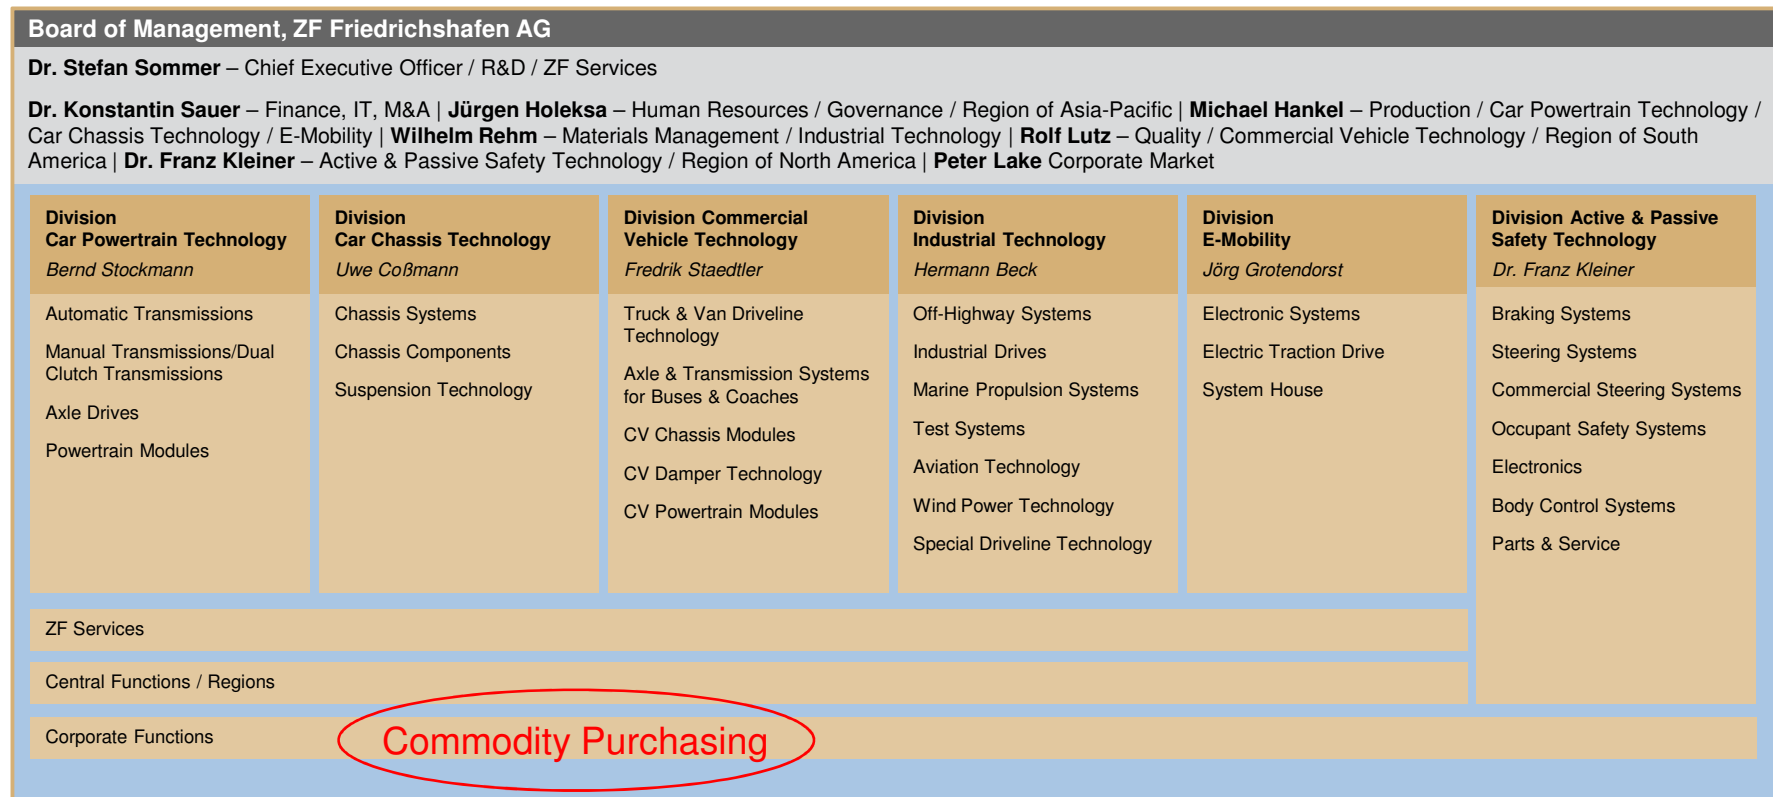 Board of Management, ZF Friedrichshafen AG
Dr. Stefan Sommer – Chief Executive Officer / R&D / ZF Services
Dr. Konstantin Sauer – Finance, IT, M&A | Jürgen Holeksa – Human Resources / Governance / Region of Asia-Pacific | Michael Hankel – Production / Car Powertrain Technology /
Car Chassis Technology / E-Mobility | Wilhelm Rehm – Materials Management / Industrial Technology | Rolf Lutz – Quality / Commercial Vehicle Technology / Region of South
America | Dr. Franz Kleiner – Active & Passive Safety Technology / Region of North America | Peter Lake Corporate Market
Division
Car Powertrain Technology
Bernd Stockmann
Automatic Transmissions
Manual Transmissions/Dual
Clutch Transmissions
Axle Drives
Powertrain Modules
Division
Car Chassis Technology
Uwe Coßmann
Chassis Systems
Chassis Components
Suspension Technology
Division Commercial
Vehicle Technology
Fredrik Staedtler
Truck & Van Driveline
Technology
Axle & Transmission Systems
for Buses & Coaches
CV Chassis Modules
CV Damper Technology
CV Powertrain Modules
Division
Industrial Technology
Hermann Beck
Off-Highway Systems
Industrial Drives
Marine Propulsion Systems
Test Systems
Aviation Technology
Wind Power Technology
Special Driveline Technology
Division
E-Mobility
Jörg Grotendorst
Electronic Systems
Electric Traction Drive
System House
Division Active & Passive
Safety Technology
Dr. Franz Kleiner
Braking Systems
Steering Systems
Commercial Steering Systems
Occupant Safety Systems
Electronics
Body Control Systems
Parts & Service
ZF Services
Central Functions / Regions
Corporate Functions
Commodity Purchasing